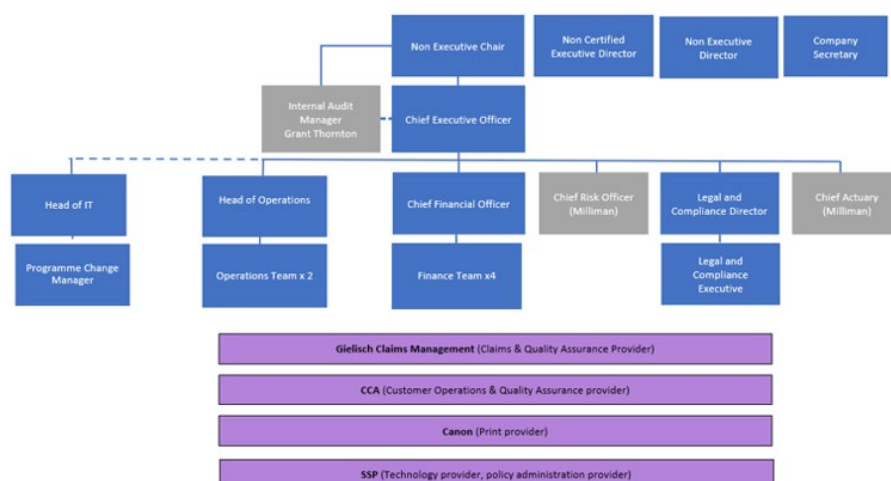 Non Executive Chair
Non Certified
Executive Director
Non Executive
Director
Company
Secretary
Internal Audit
Manager
Grant Thornton
Chief Executive Officer
Head of IT
Head of Operations
Chief Financial Officer
Chief Risk Officer
(Milliman)
Legal and
Compliance Director
Chief Actuary
(Milliman)
Programme Change
Manager
Operations Team x 2
Finance Team x4
Legal and
Compliance
Executive
Gielisch Claims Management (Claims & Quality Assurance Provider)
CCA (Customer Operations & Quality Assurance provider)
Canon (Print provider)
SSP (Technology provider, policy administration provider)